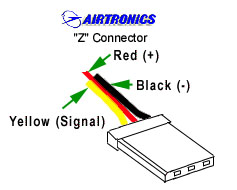 AIRTRONICS
"Z" Connector
Red (+)
Black (-)
Yellow (Signal)